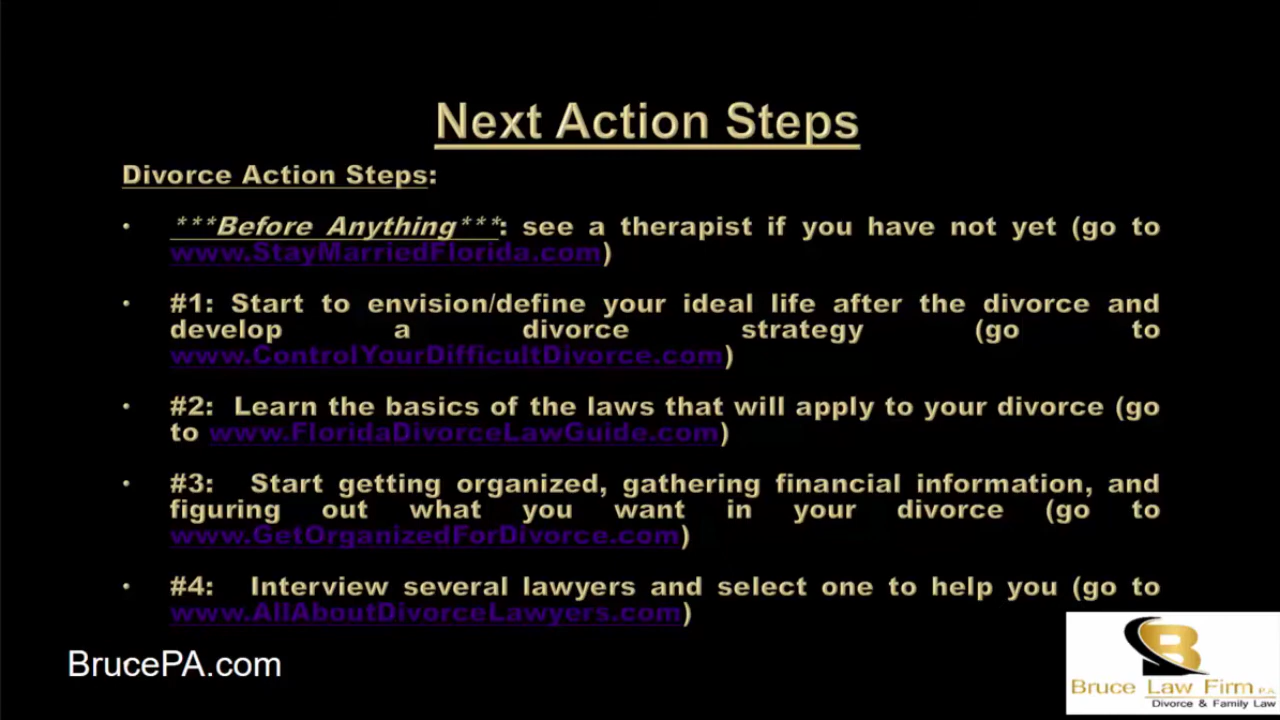 Next Action Steps
Divorce Action Steps:
• ***Before Anything***: see a therapist if you have not yet (go to
www.StayMarriedFlorida.com)
• #1: Start to envision/define your ideal life after the divorce and
develop a divorce strategy (go to
www.ControlYourDifficultDivorce.com)
• #2: Learn the basics of the laws that will apply to your divorce (go
to www.FloridaDivorceLawGuide.com)
• #3: Start getting organized, gathering financial information, and
figuring out what you want in your divorce (go to
www.GetOrganizedForDivorce.com)
• #4: Interview several lawyers and select one to help you (go to
www.AllAboutDivorceLawyers.com)
BrucePA.com
B
Bruce Law Firm P.A.
Divorce & Family Law